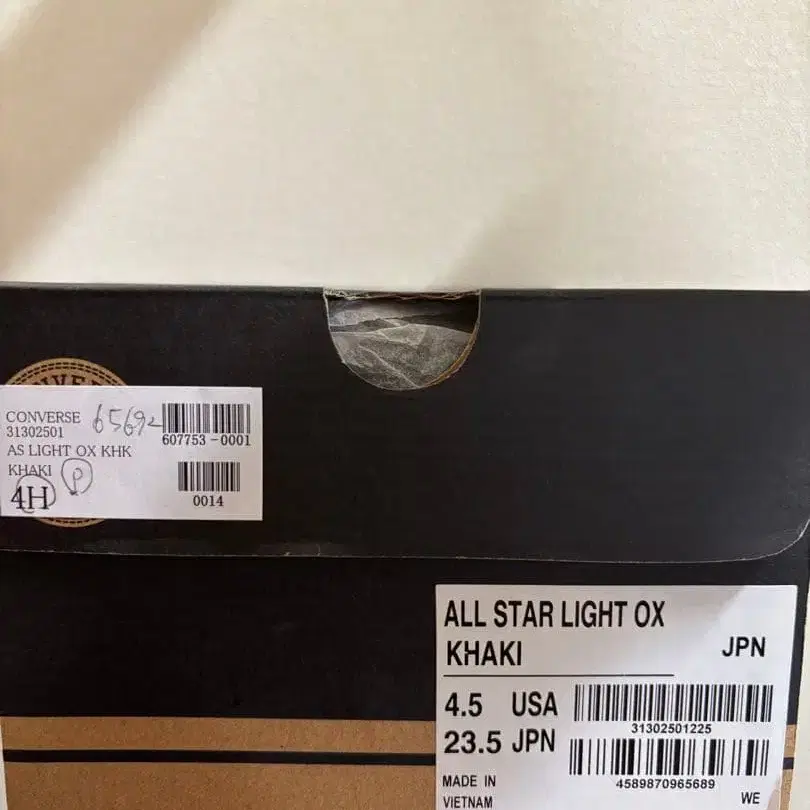 CONVERSE 65692
31302501
607753-0001
AS LIGHT OX KHK
KHAKI P
4H
0014
ALL STAR LIGHT OX
KHAKI JPN
4.5 USA
31302501225
23.5 JPN
4589870965689
MADE IN
VIETNAM WE